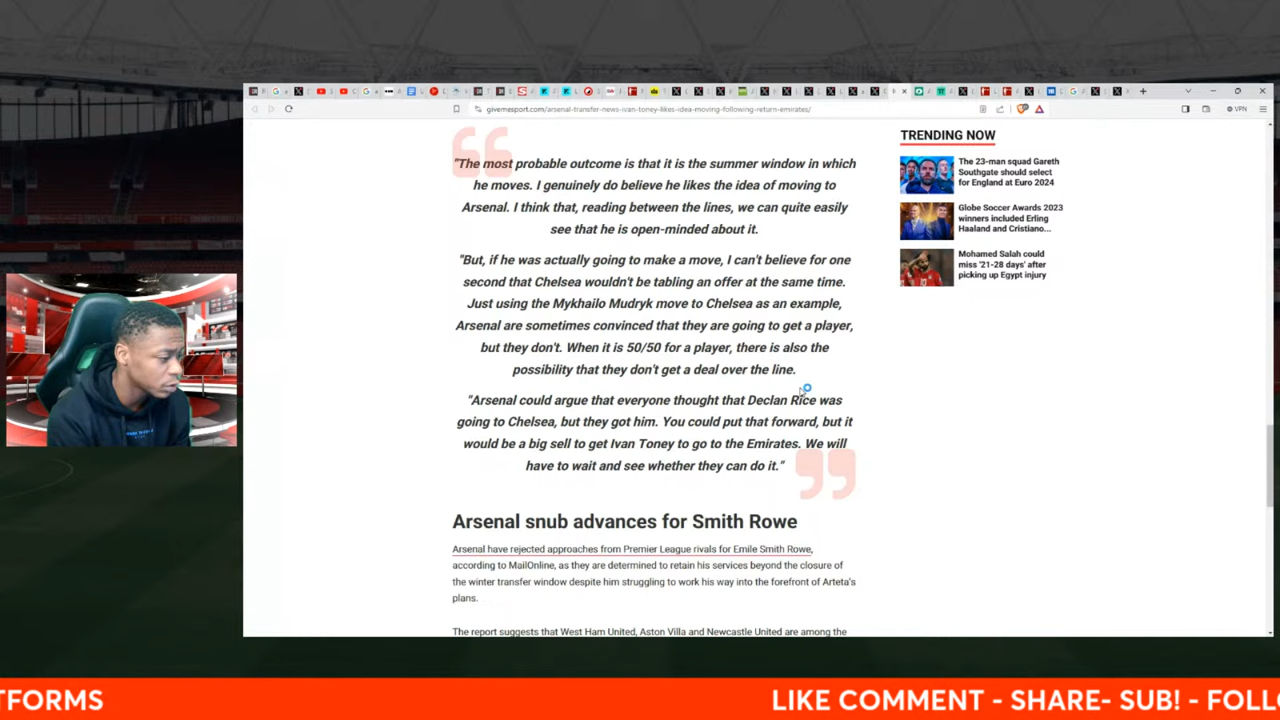 givemesport.com/arsenal-transfer-news-ivan-toney-likes-idea-moving-following-return-emirates/
VPN
"The most probable outcome is that it is the summer window in which
he moves. I genuinely do believe he likes the idea of moving to
Arsenal. I think that, reading between the lines, we can quite easily
see that he is open-minded about it.
"But, if he was actually going to make a move, I can't believe for one
second that Chelsea wouldn't be tabling an offer at the same time.
Just using the Mykhailo Mudryk move to Chelsea as an example,
Arsenal are sometimes convinced that they are going to get a player,
but they don't. When it is 50/50 for a player, there is also the
possibility that they don't get a deal over the line.
"Arsenal could argue that everyone thought that Declan Rice was
going to Chelsea, but they got him. You could put that forward, but it
would be a big sell to get Ivan Toney to go to the Emirates. We will
have to wait and see whether they can do it."
Arsenal snub advances for Smith Rowe
Arsenal have rejected approaches from Premier League rivals for Emile Smith Rowe,
according to MailOnline, as they are determined to retain his services beyond the closure of
the winter transfer window despite him struggling to work his way into the forefront of Arteta's
plans.
The report suggests that West Ham United, Aston Villa and Newcastle United are among the
TRENDING NOW
The 23-man squad Gareth
Southgate should select
for England at Euro 2024
Globe Soccer Awards 2023
winners included Erling
Haaland and Cristiano...
Mohamed Salah could
miss '21-28 days' after
picking up Egypt injury
TFORMS
LIKE COMMENT - SHARE- SUB! - FOLL